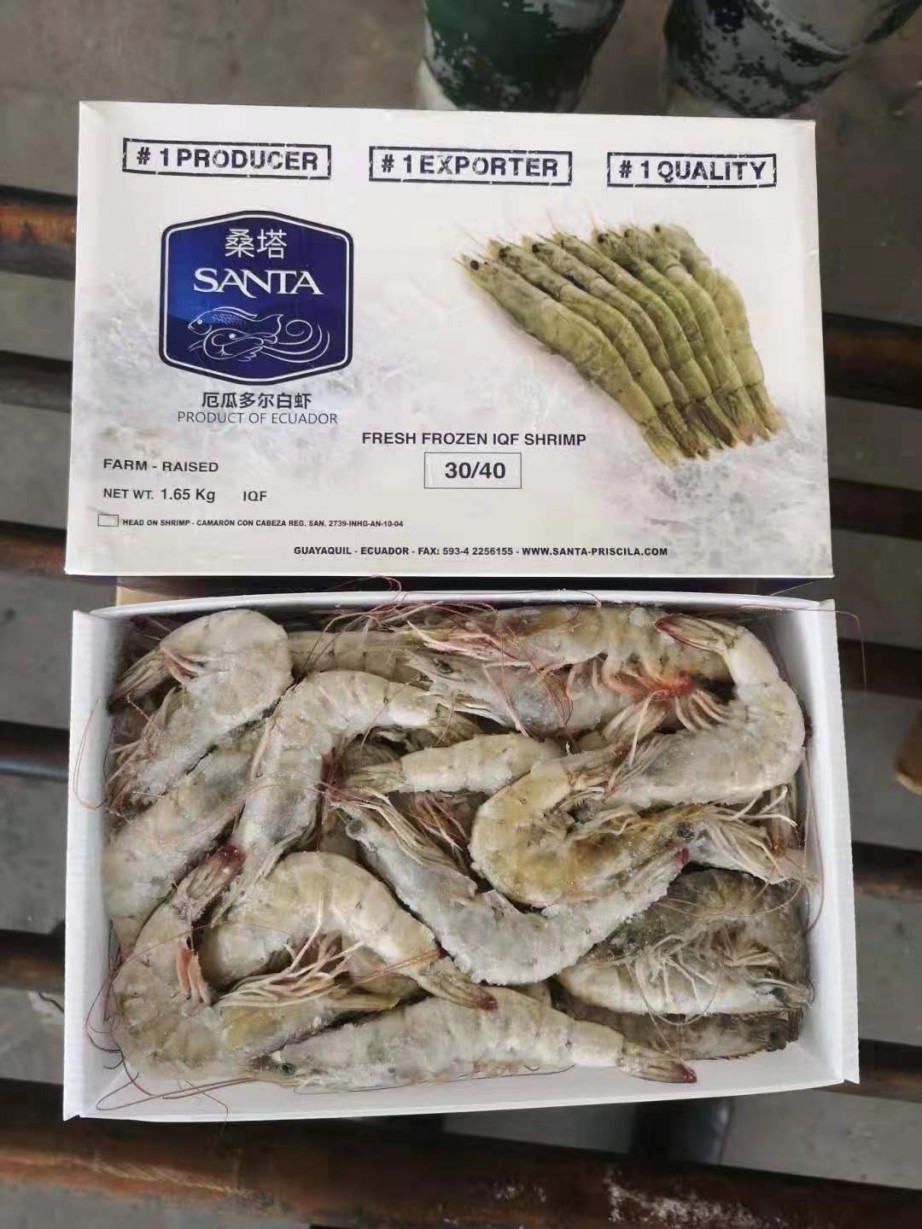 # 1 PRODUCER
# 1 EXPORTER
# 1 QUALITY
桑塔
SANTA
厄瓜多尔白虾
PRODUCT OF ECUADOR
FRESH FROZEN IQF SHRIMP
30/40
FARM - RAISED
NET WT. 1.65 Kg IQF
HEAD ON SHRIMP - CAMARÓN CON CABEZA REG. SAN. 2739-INHG-AN-10-04
GUAYAQUIL - ECUADOR - FAX: 593-4 2256155 - WWW.SANTA-PRISCILA.COM